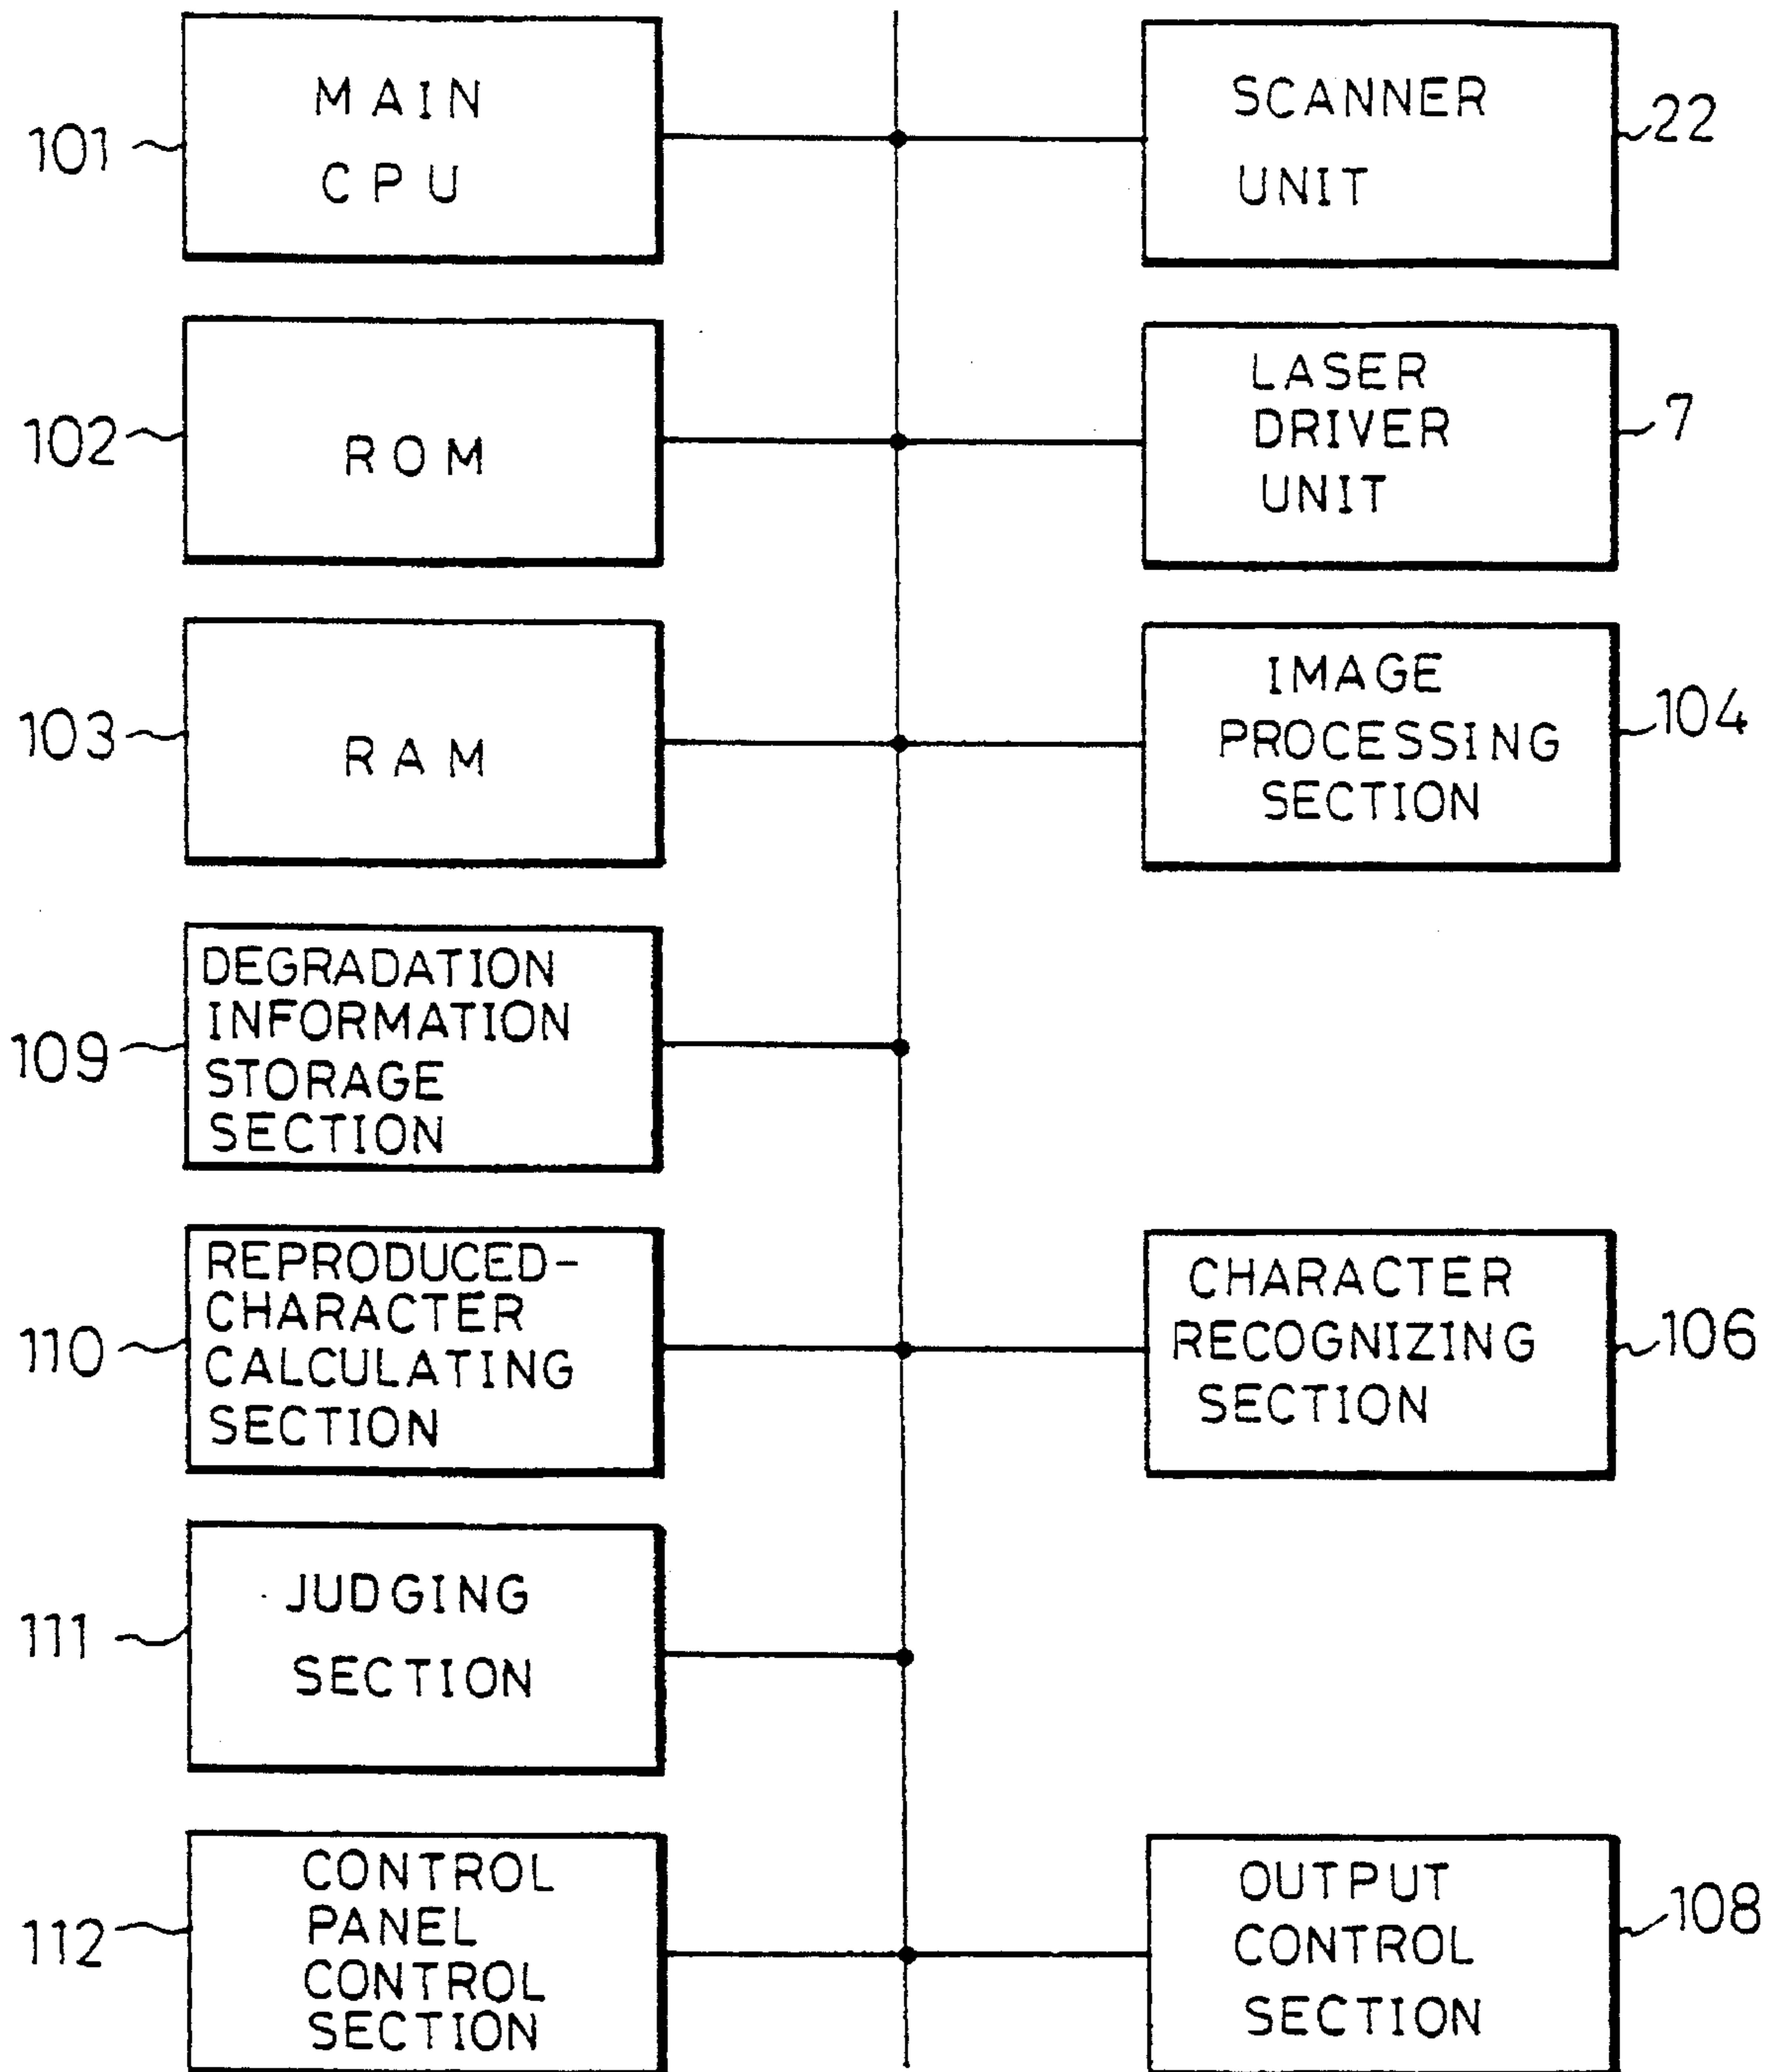 101
MAIN
CPU
SCANNER
UNIT
22
102
ROM
LASER
DRIVER
UNIT
7
103
RAM
IMAGE
PROCESSING
SECTION
104
109
DEGRADATION
INFORMATION
STORAGE
SECTION
110
REPRODUCED-
CHARACTER
CALCULATING
SECTION
CHARACTER
RECOGNIZING
SECTION
106
111
JUDGING
SECTION
112
CONTROL
PANEL
CONTROL
SECTION
OUTPUT
CONTROL
SECTION
108